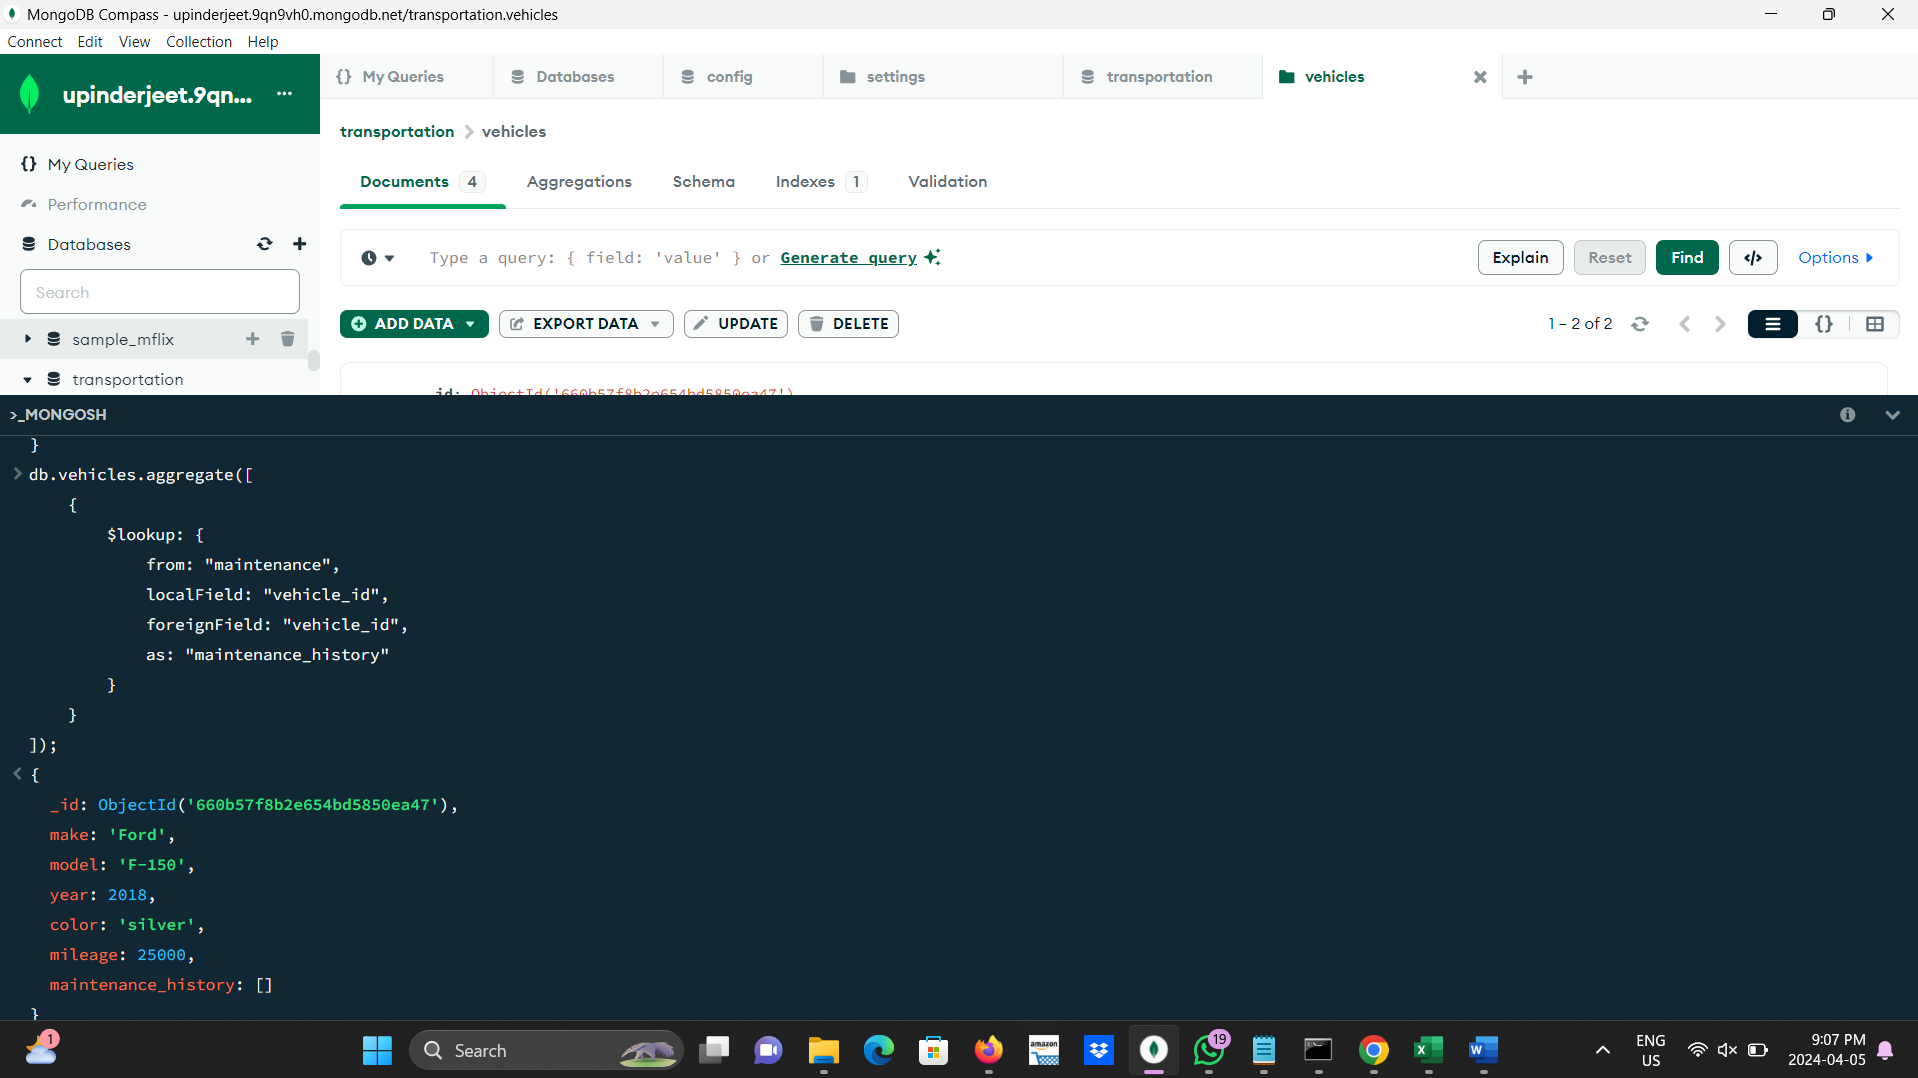 MongoDB Compass - upinderjeet.9qn9vh0.mongodb.net/transportation.vehicles
Connect Edit View Collection Help
upinderjeet.9qn... ...
{} My Queries
Databases
config
settings
transportation
vehicles
transportation > vehicles
My Queries
Performance
Databases
Search
sample_mflix
transportation
Documents 4 Aggregations Schema Indexes 1 Validation
Type a query: { field: 'value' } or Generate query
Explain Reset Find </> Options
ADD DATA EXPORT DATA UPDATE DELETE
1 – 2 of 2 {}
_id: ObjectId('660b57f8b2e654bd5850ea47')
>_MONGOSH
}
> db.vehicles.aggregate([
{
$lookup: {
from: "maintenance",
localField: "vehicle_id",
foreignField: "vehicle_id",
as: "maintenance_history"
}
}
]);
< {
_id: ObjectId('660b57f8b2e654bd5850ea47'),
make: 'Ford',
model: 'F-150',
year: 2018,
color: 'silver',
mileage: 25000,
maintenance_history: []
}
1
Search
amazon
19
ENG
US
9:07 PM
2024-04-05